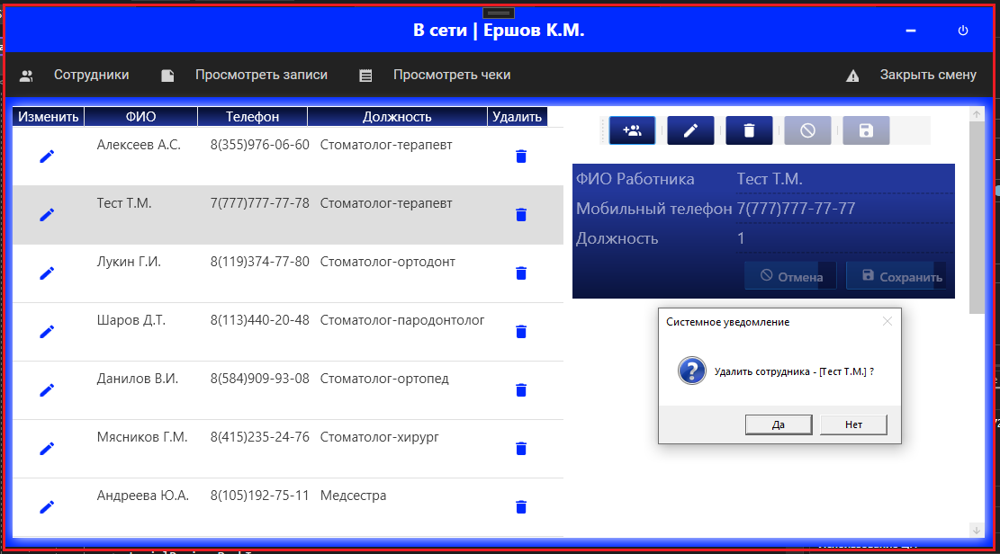 В сети | Ершов К.М.
Сотрудники Просмотреть записи Просмотреть чеки Закрыть смену
Изменить ФИО Телефон Должность Удалить
Алексеев А.С. 8(355)976-06-60 Стоматолог-терапевт
Тест Т.М. 7(777)777-77-78 Стоматолог-терапевт
Лукин Г.И. 8(119)374-77-80 Стоматолог-ортодонт
Шаров Д.Т. 8(113)440-20-48 Стоматолог-пародонтолог
Данилов В.И. 8(584)909-93-08 Стоматолог-ортопед
Мясников Г.М. 8(415)235-24-76 Стоматолог-хирург
Андреева Ю.А. 8(105)192-75-11 Медсестра
ФИО Работника Тест Т.М.
Мобильный телефон 7(777)777-77-77
Должность 1
Отмена Сохранить
Системное уведомление
Удалить сотрудника - [Тест Т.М.] ?
Да Нет